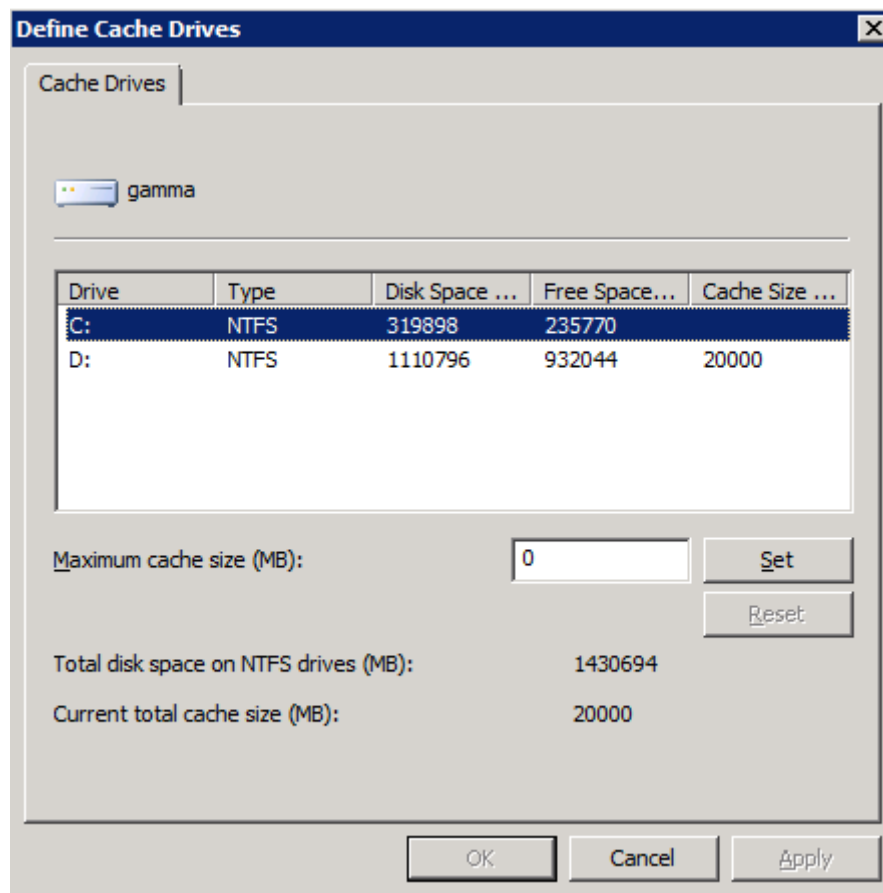 Define Cache Drives
Cache Drives
gamma
Drive Type Disk Space ... Free Space... Cache Size ...
C: NTFS 319898 235770
D: NTFS 1110796 932044 20000
Maximum cache size (MB): 0 Set
Reset
Total disk space on NTFS drives (MB): 1430694
Current total cache size (MB): 20000
OK Cancel Apply